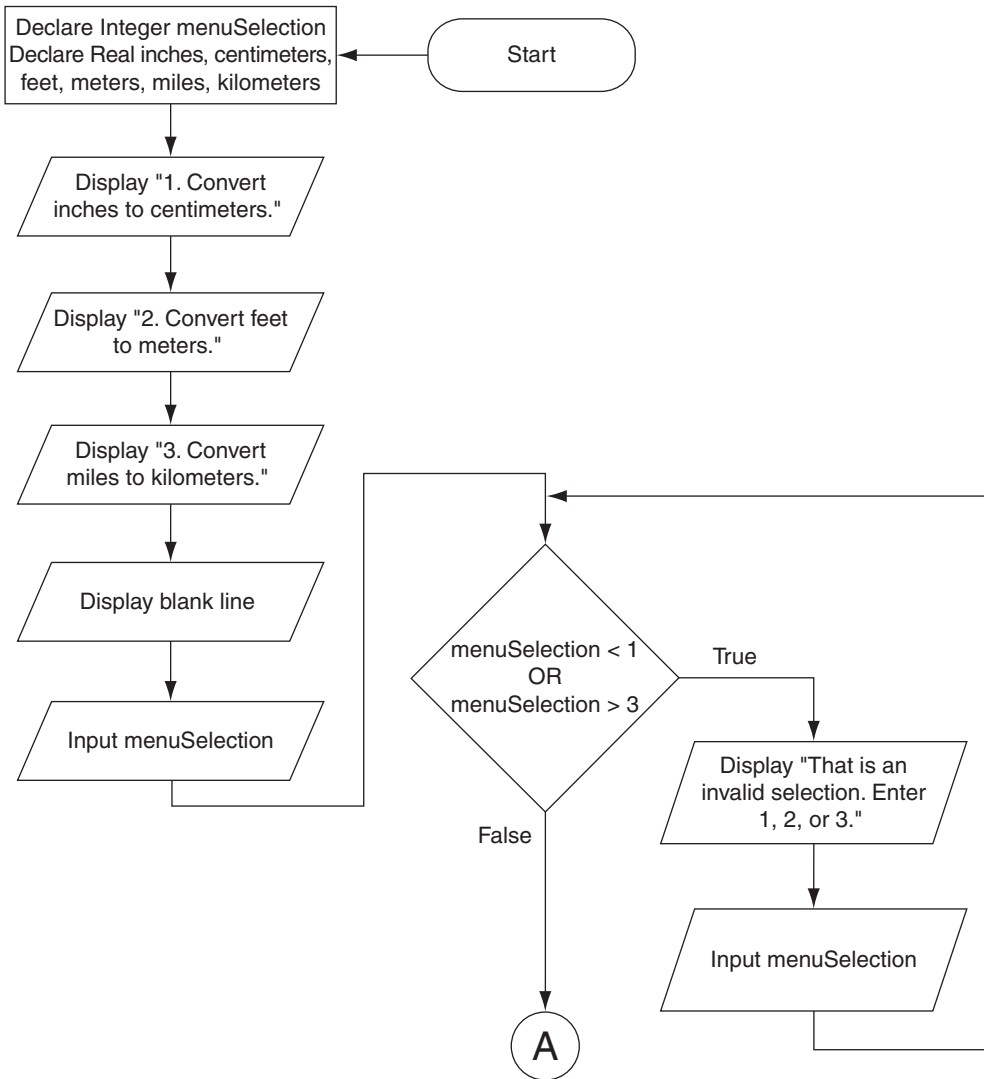 Start
Declare Integer menuSelection
Declare Real inches, centimeters,
feet, meters, miles, kilometers
Display "1. Convert
inches to centimeters."
Display "2. Convert feet
to meters."
Display "3. Convert
miles to kilometers."
Display blank line
Input menuSelection
menuSelection < 1
OR
menuSelection > 3
True
Display "That is an
invalid selection. Enter
1, 2, or 3."
Input menuSelection
False
A